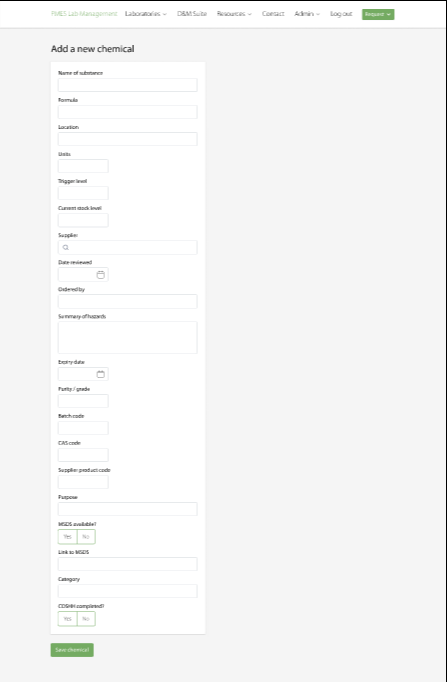 FMES Lab Management Laboratories D&M Suite Resources Contact Admin Log out Request
Add a new chemical
Name of substance
Formula
Location
Units
Trigger level
Current stock level
Supplier
Date reviewed
Ordered by
Summary of hazards
Expiry date
Purity / grade
Batch code
CAS code
Supplier product code
Purpose
MSDS available?
Yes No
Link to MSDS
Category
COSHH completed?
Yes No
Save chemical